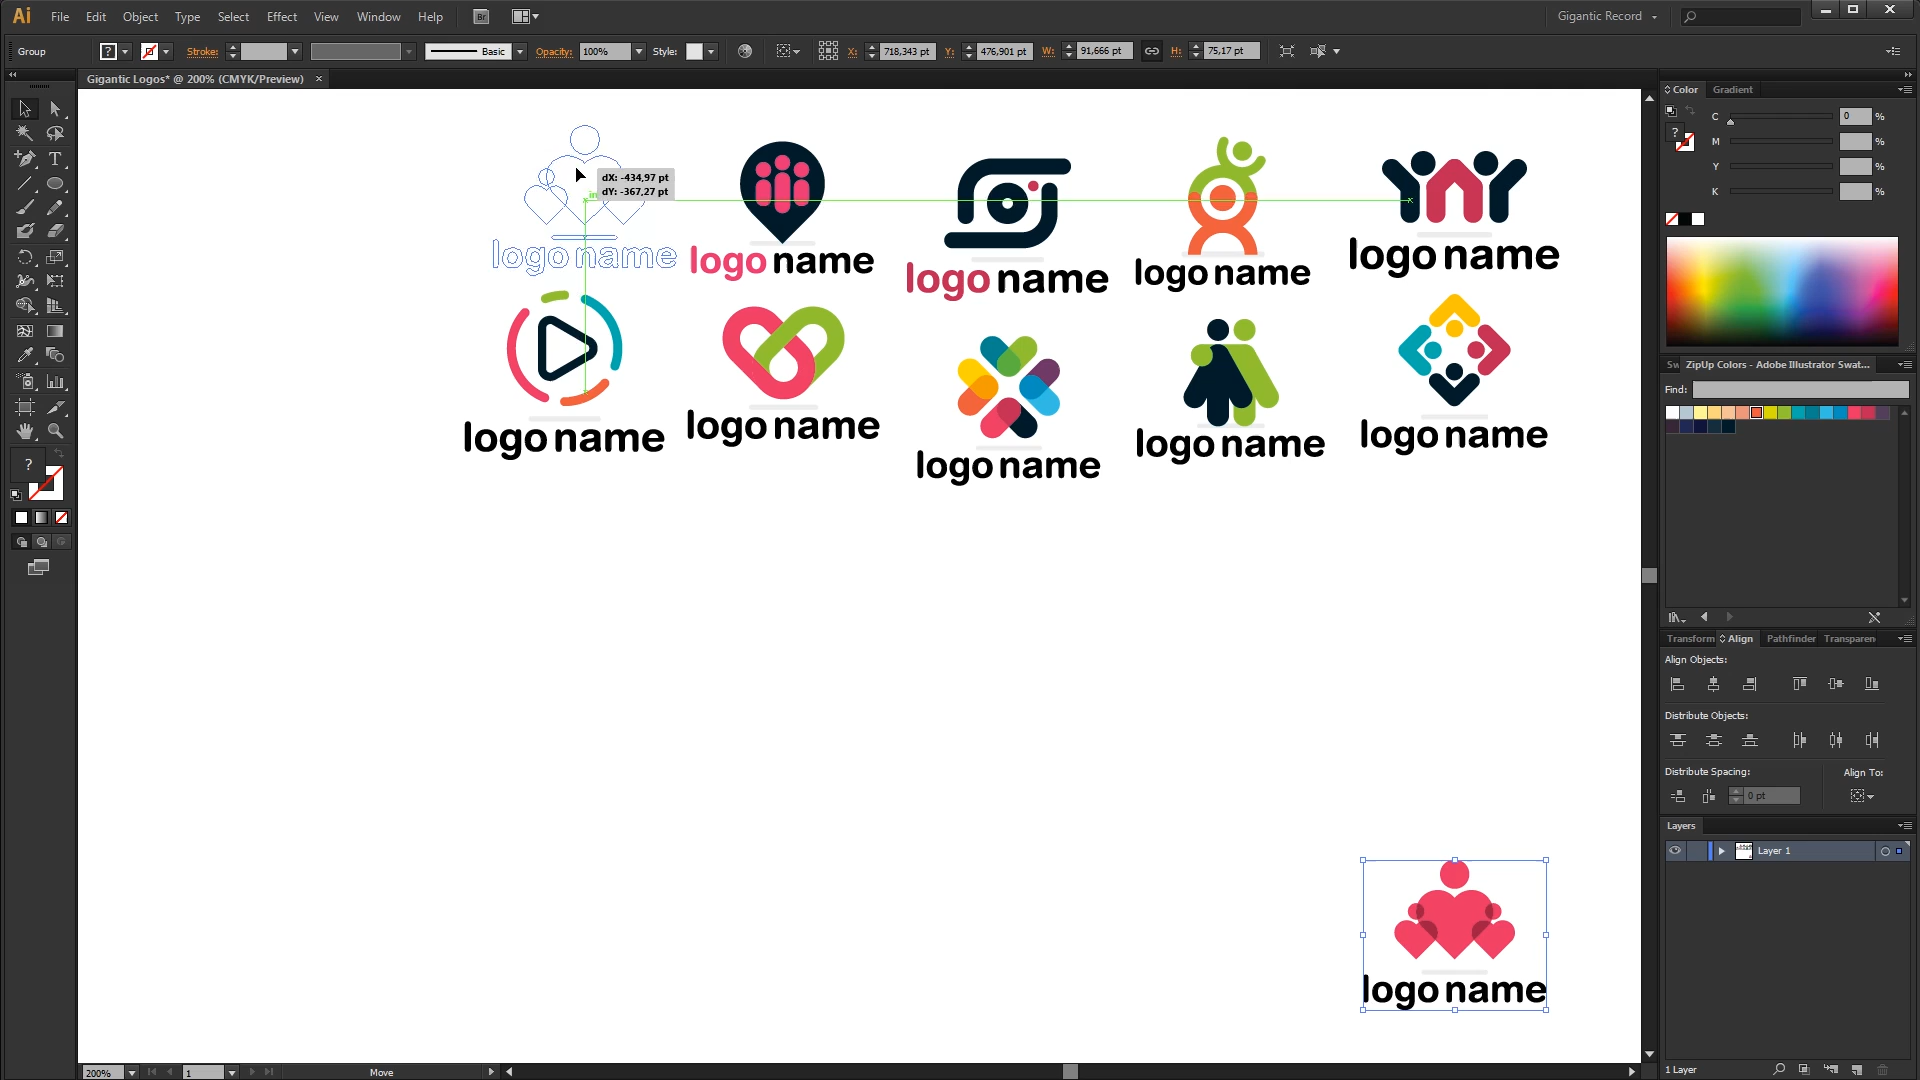 Ai File Edit Object Type Select Effect View Window Help Br Gigantic Record
Group ? Stroke: Basic Opacity: 100% Style: X: 718,343 pt Y: 476,901 pt W: 91,666 pt H: 75,17 pt
Gigantic Logos* @ 200% (CMYK/Preview) ×
Color Gradient
C 0 %
M %
Y %
K %
?
dX: -434,97 pt
dY: -367,27 pt
logo name
logo name
logo name
logo name
logo name
logo name
logo name
logo name
logo name
logo name
logo name
?
Sw ZipUp Colors - Adobe Illustrator Swat...
Find:
Transform Align Pathfinder Transparen
Align Objects:
Distribute Objects:
Distribute Spacing: Align To:
0 pt
Layers
Layer 1
1 Layer
200% 1 Move